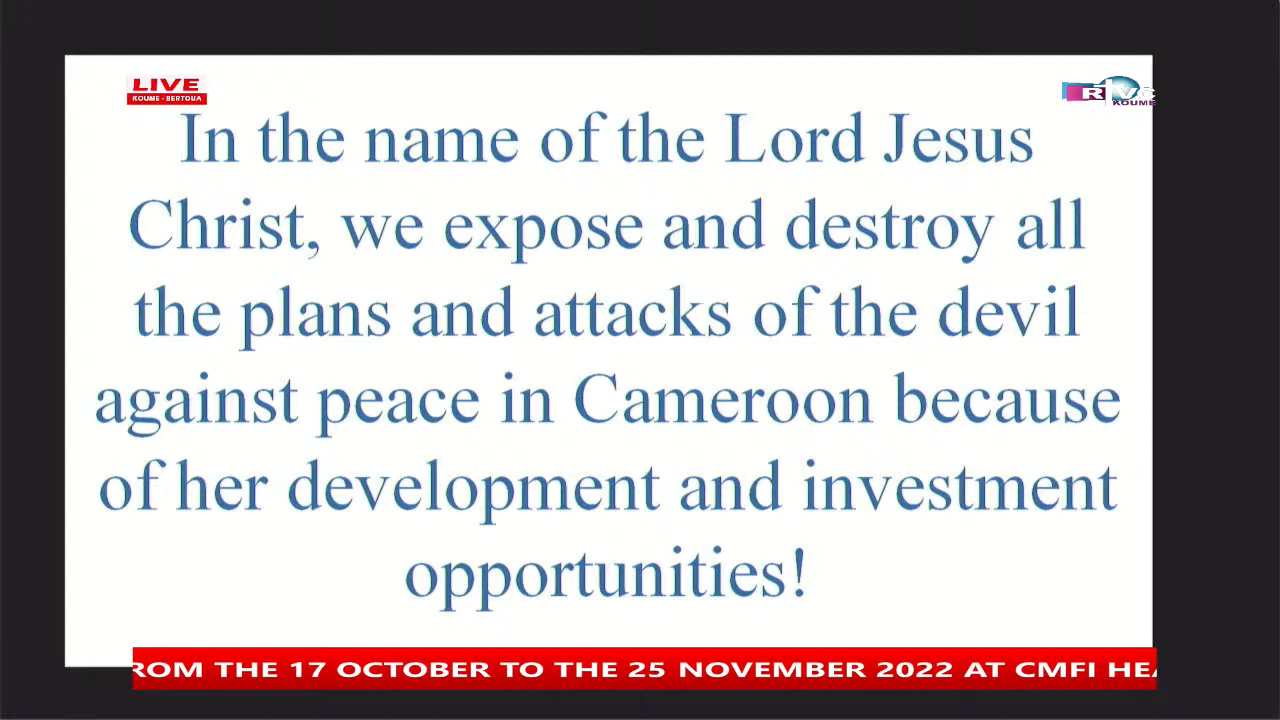 LIVE
KOUME - BERTOUA
KOUME
In the name of the Lord Jesus
Christ, we expose and destroy all
the plans and attacks of the devil
against peace in Cameroon because
of her development and investment
opportunities!
ROM THE 17 OCTOBER TO THE 25 NOVEMBER 2022 AT CMFI HEA